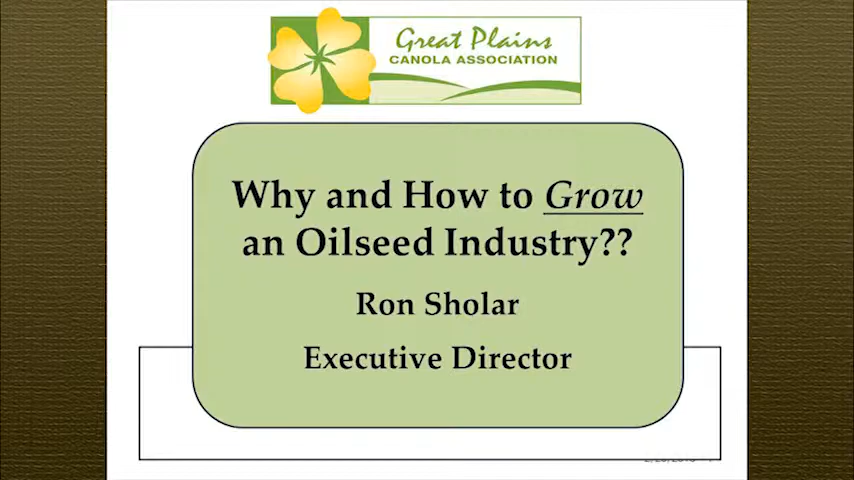 Great Plains
CANOLA ASSOCIATION
Why and How to Grow
an Oilseed Industry??
Ron Sholar
Executive Director